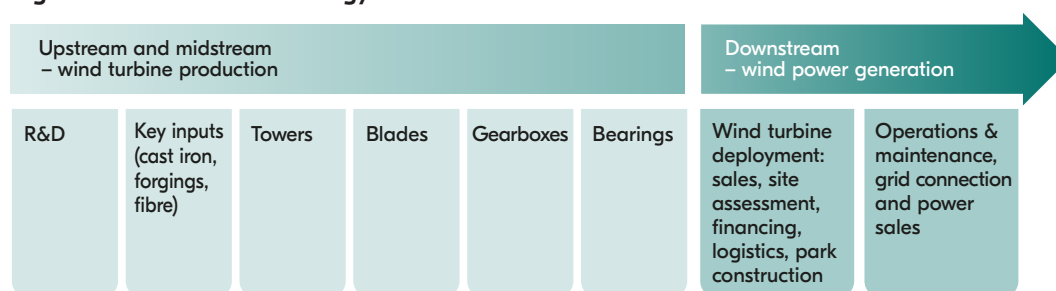 Upstream and midstream
– wind turbine production
Downstream
– wind power generation
R&D
Key inputs
(cast iron,
forgings,
fibre)
Towers
Blades
Gearboxes
Bearings
Wind turbine
deployment:
sales, site
assessment,
financing,
logistics, park
construction
Operations &
maintenance,
grid connection
and power
sales